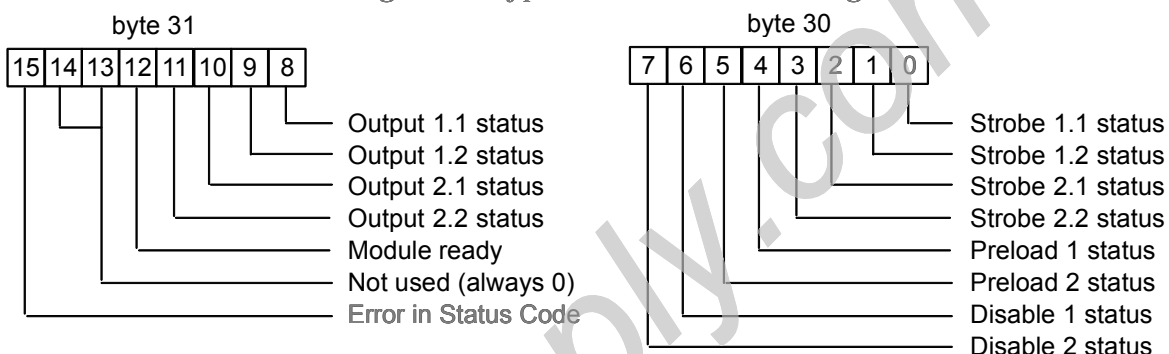 byte 31
15 14 13 12 11 10 9 8
Output 1.1 status
Output 1.2 status
Output 2.1 status
Output 2.2 status
Module ready
Not used (always 0)
Error in Status Code
byte 30
7 6 5 4 3 2 1 0
Strobe 1.1 status
Strobe 1.2 status
Strobe 2.1 status
Strobe 2.2 status
Preload 1 status
Preload 2 status
Disable 1 status
Disable 2 status
ply.com